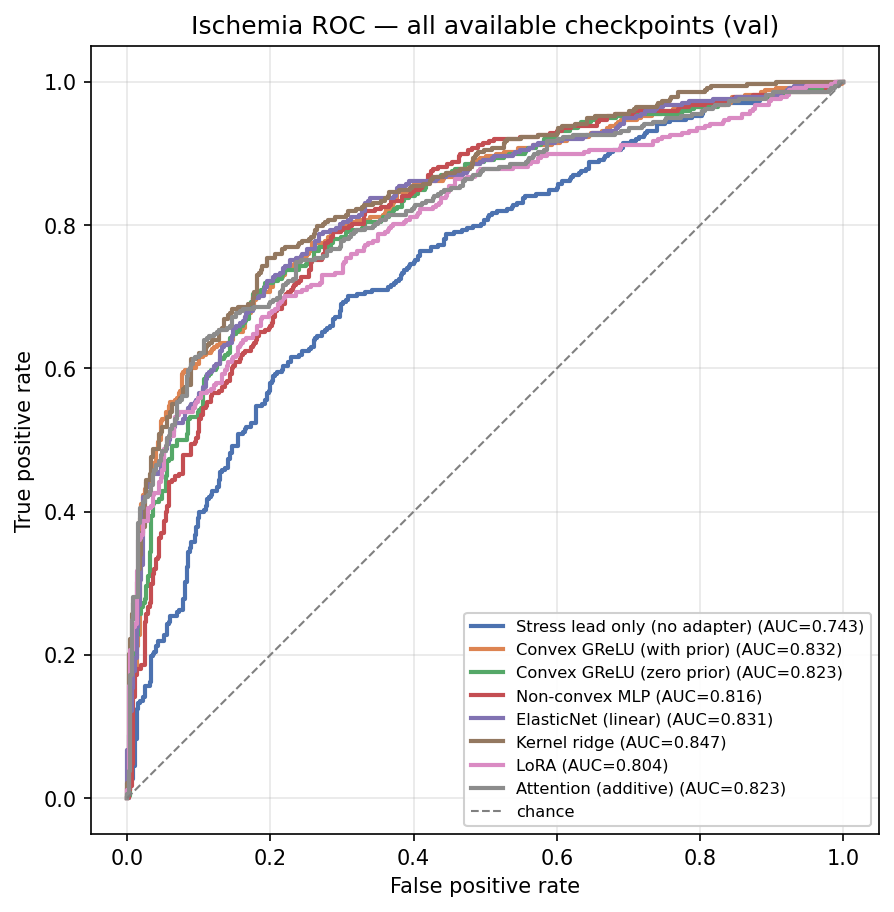 Ischemia ROC — all available checkpoints (val)
True positive rate
1.0
0.8
0.6
0.4
0.2
0.0
Stress lead only (no adapter) (AUC=0.743)
Convex GReLU (with prior) (AUC=0.832)
Convex GReLU (zero prior) (AUC=0.823)
Non-convex MLP (AUC=0.816)
ElasticNet (linear) (AUC=0.831)
Kernel ridge (AUC=0.847)
LoRA (AUC=0.804)
Attention (additive) (AUC=0.823)
chance
0.0 0.2 0.4 0.6 0.8 1.0
False positive rate